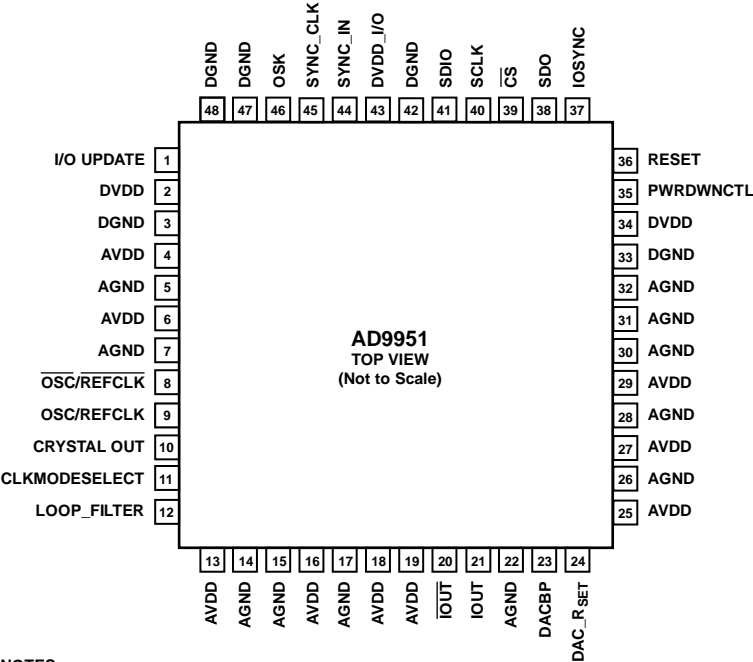 DGND
DGND
OSK
SYNC_CLK
SYNC_IN
DVDD_I/O
DGND
SDIO
SCLK
CS
SDO
IOSYNC
48 47 46 45 44 43 42 41 40 39 38 37
I/O UPDATE 1
DVDD 2
DGND 3
AVDD 4
AGND 5
AVDD 6
AGND 7
OSC/REFCLK 8
OSC/REFCLK 9
CRYSTAL OUT 10
CLKMODESELECT 11
LOOP_FILTER 12
AD9951
TOP VIEW
(Not to Scale)
36 RESET
35 PWRDWNCTL
34 DVDD
33 DGND
32 AGND
31 AGND
30 AGND
29 AVDD
28 AGND
27 AVDD
26 AGND
25 AVDD
13 14 15 16 17 18 19 20 21 22 23 24
AVDD
AGND
AGND
AVDD
AGND
AVDD
AVDD
IOUT
IOUT
AGND
DACBP
DAC_RSET
NOTES